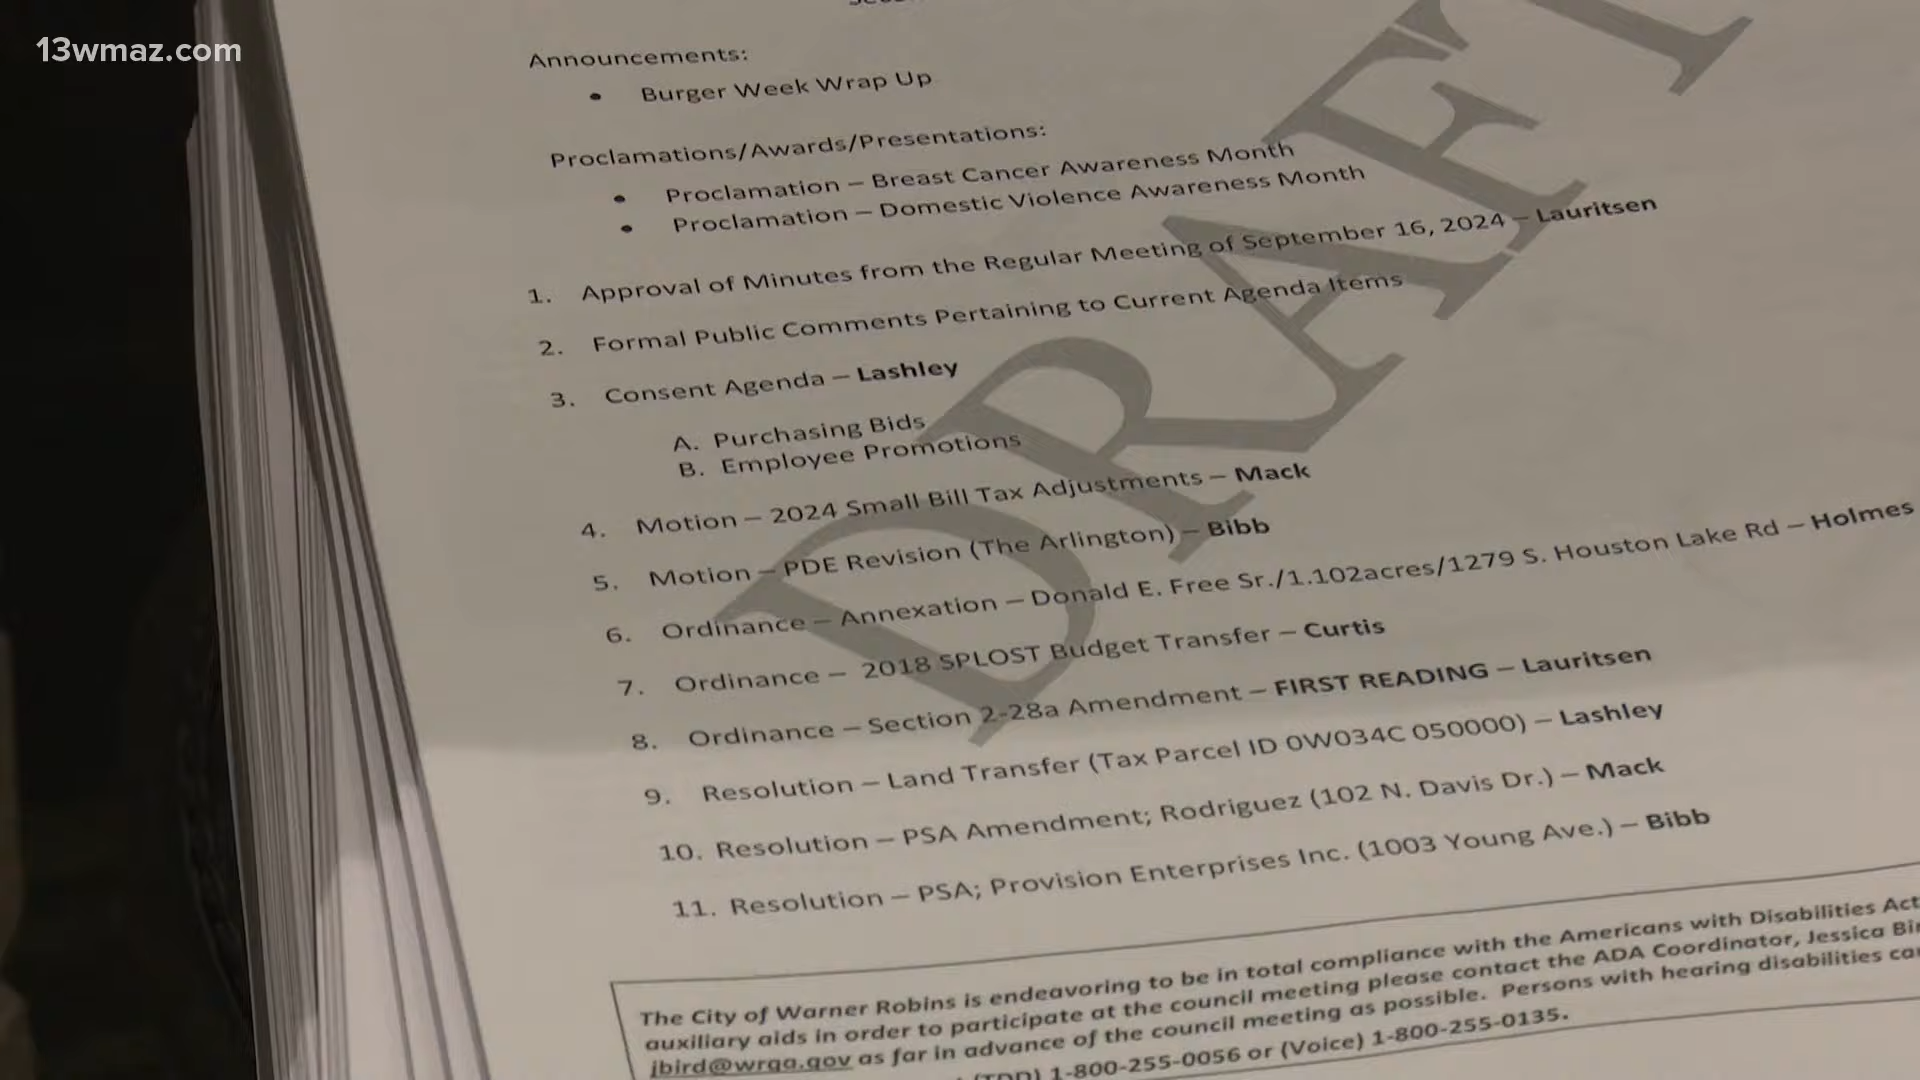 13wmaz.com
Announcements:
• Burger Week Wrap Up
Proclamations/Awards/Presentations:
• Proclamation – Breast Cancer Awareness Month
• Proclamation – Domestic Violence Awareness Month
1. Approval of Minutes from the Regular Meeting of September 16, 2024 – Lauritsen
2. Formal Public Comments Pertaining to Current Agenda Items
3. Consent Agenda – Lashley
A. Purchasing Bids
B. Employee Promotions
4. Motion – 2024 Small Bill Tax Adjustments – Mack
5. Motion – PDE Revision (The Arlington) – Bibb
6. Ordinance – Annexation – Donald E. Free Sr./1.102acres/1279 S. Houston Lake Rd – Holmes
7. Ordinance – 2018 SPLOST Budget Transfer – Curtis
8. Ordinance – Section 2-28a Amendment – FIRST READING – Lauritsen
9. Resolution – Land Transfer (Tax Parcel ID 0W034C 050000) – Lashley
10. Resolution – PSA Amendment; Rodriguez (102 N. Davis Dr.) – Mack
11. Resolution – PSA; Provision Enterprises Inc. (1003 Young Ave.) – Bibb
DRAFT
The City of Warner Robins is endeavoring to be in total compliance with the Americans with Disabilities Act
auxiliary aids in order to participate at the council meeting please contact the ADA Coordinator, Jessica
jbird@wrga.gov as far in advance of the council meeting as possible. Persons with hearing disabilities
(TDD) 1-800-255-0056 or (Voice) 1-800-255-0135.